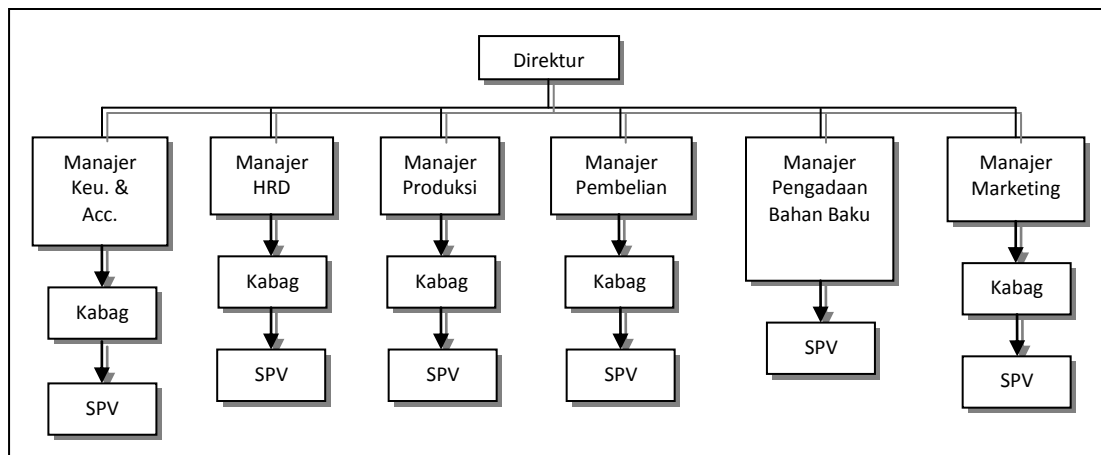 Direktur
Manajer
Keu. &
Acc.
Manajer
HRD
Manajer
Produksi
Manajer
Pembelian
Manajer
Pengadaan
Bahan Baku
Manajer
Marketing
Kabag
Kabag
Kabag
Kabag
Kabag
SPV
SPV
SPV
SPV
SPV
SPV